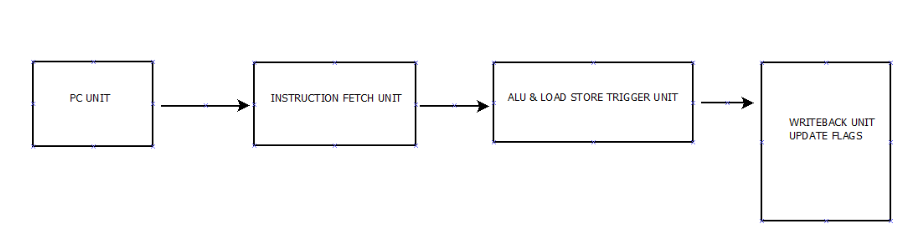 PC UNIT
INSTRUCTION FETCH UNIT
ALU & LOAD STORE TRIGGER UNIT
WRITEBACK UNIT
UPDATE FLAGS